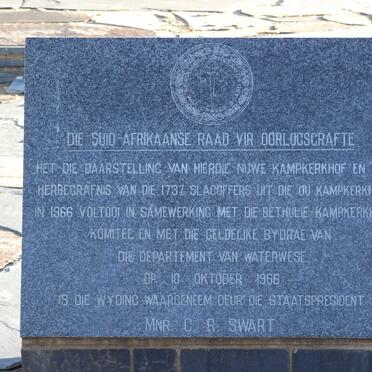 DIE SUID-AFRIKAANSE RAAD VIR OORLOGSGRAFTE
HET DIE DAARSTELLING VAN HIERDIE NUWE KAMPKERKHOF EN
HERBEGRAFNIS VAN DIE 1737 SLAGOFFERS UIT DIE OU KAMPKERKH
IN 1966 VOLTOOI IN SAMEWERKING MET DIE BETHULIE-KAMPKERK
KOMITEE EN MET DIE GELDELIKE BYDRAE VAN
DIE DEPARTEMENT VAN WATERWESE
OP 10 OKTOBER 1966
IS DIE WYDING WAARGENEEM DEUR DIE STAATSPRESIDENT
MNR. C. R. SWART